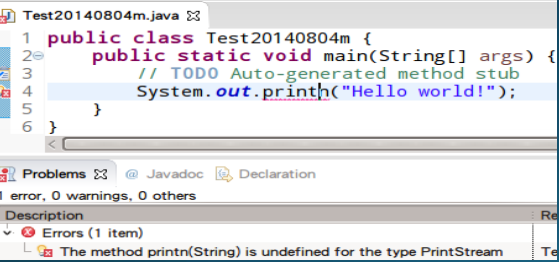 Test20140804m.java
1 public class Test20140804m {
2 public static void main(String[] args) {
3 // TODO Auto-generated method stub
4 System.out.printn("Hello world!");
5 }
6 }
Problems @ Javadoc Declaration
1 error, 0 warnings, 0 others
Description Re
Errors (1 item)
The method printn(String) is undefined for the type PrintStream Te